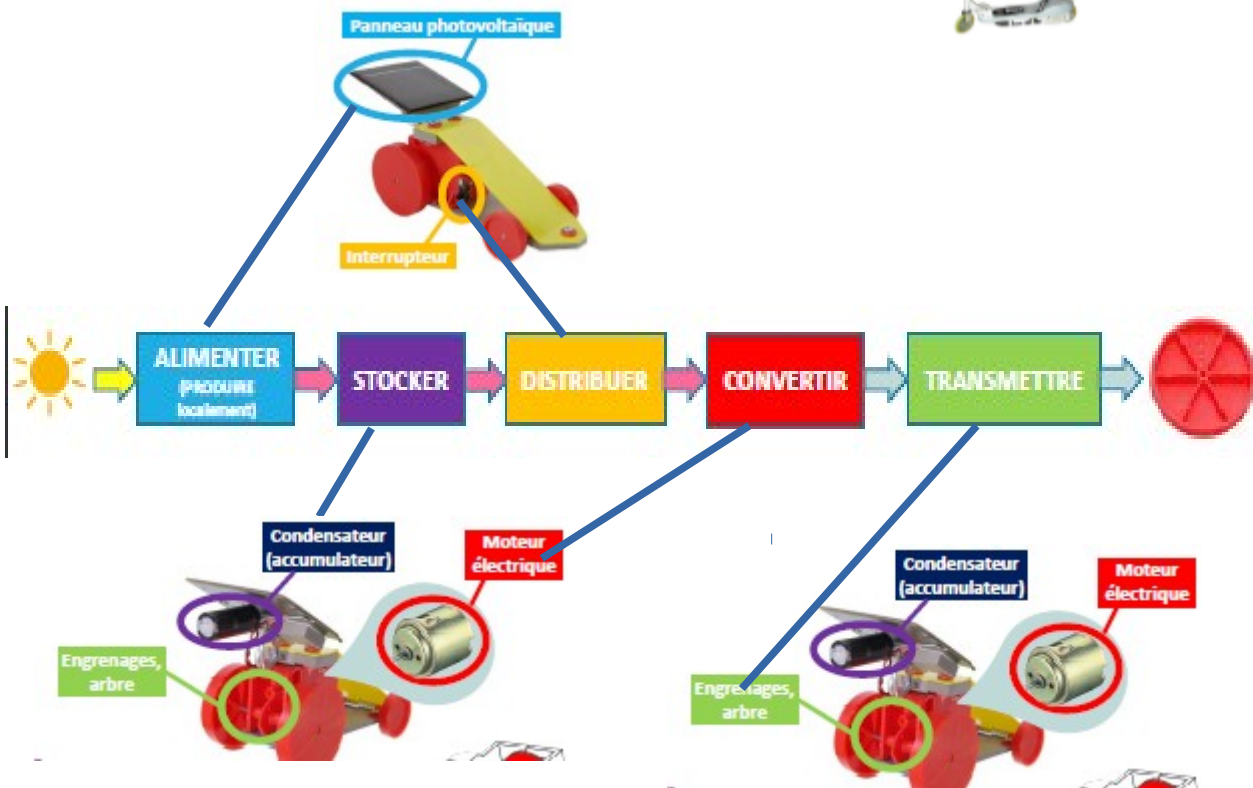 Panneau photovoltaïque
Interrupteur
ALIMENTER
(PRODUIRE
localement)
STOCKER
DISTRIBUER
CONVERTIR
TRANSMETTRE
Condensateur
(accumulateur)
Moteur
électrique
Engrenages,
arbre
Condensateur
(accumulateur)
Moteur
électrique
Engrenages,
arbre